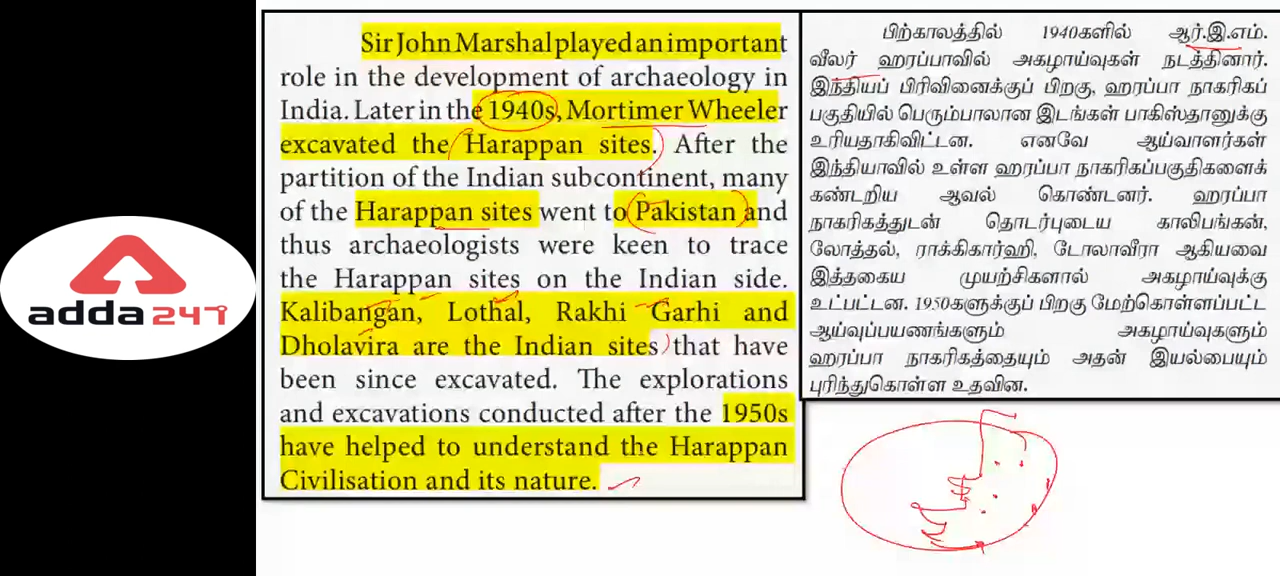 adda247
Sir John Marshal played an important
role in the development of archaeology in
India. Later in the 1940s, Mortimer Wheeler
excavated the Harappan sites. After the
partition of the Indian subcontinent, many
of the Harappan sites went to Pakistan and
thus archaeologists were keen to trace
the Harappan sites on the Indian side.
Kalibangan, Lothal, Rakhi Garhi and
Dholavira are the Indian sites that have
been since excavated. The explorations
and excavations conducted after the 1950s
have helped to understand the Harappan
Civilisation and its nature.
பிற்காலத்தில் 1940களில் ஆர்.இ.எம்.
வீலர் ஹரப்பாவில் அகழாய்வுகள் நடத்தினார்.
இந்தியப் பிரிவினைக்குப் பிறகு, ஹரப்பா நாகரிகப்
பகுதியில் பெரும்பாலான இடங்கள் பாகிஸ்தானுக்கு
உரியதாகிவிட்டன. எனவே ஆய்வாளர்கள்
இந்தியாவில் உள்ள ஹரப்பா நாகரிகப்பகுதிகளைக்
கண்டறிய ஆவல் கொண்டனர். ஹரப்பா
நாகரிகத்துடன் தொடர்புடைய காலிபங்கன்,
லோத்தல், ராக்கிகார்ஹி, டோலாவீரா ஆகியவை
இத்தகைய முயற்சிகளால் அகழாய்வுக்கு
உட்பட்டன. 1950களுக்குப் பிறகு மேற்கொள்ளப்பட்ட
ஆய்வுப்பயணங்களும் அகழாய்வுகளும்
ஹரப்பா நாகரிகத்தையும் அதன் இயல்பையும்
புரிந்துகொள்ள உதவின.